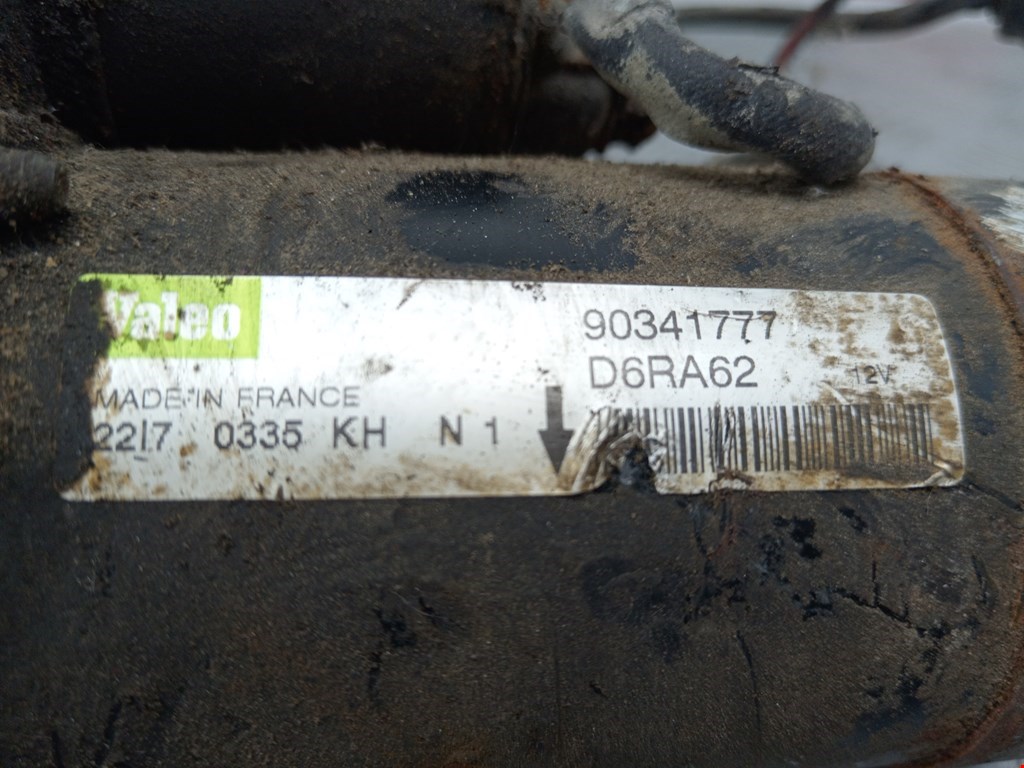 Valeo
90341777
D6RA62 12V
MADE IN FRANCE
2217 0335 KH N 1